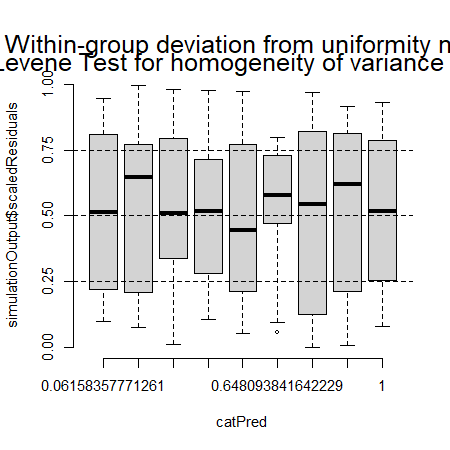 Within-group deviation from uniformity n
Levene Test for homogeneity of variance
simulationOutput$scaledResiduals
1.00
0.75
0.50
0.25
0.00
0.06158357771261
0.648093841642229
1
catPred